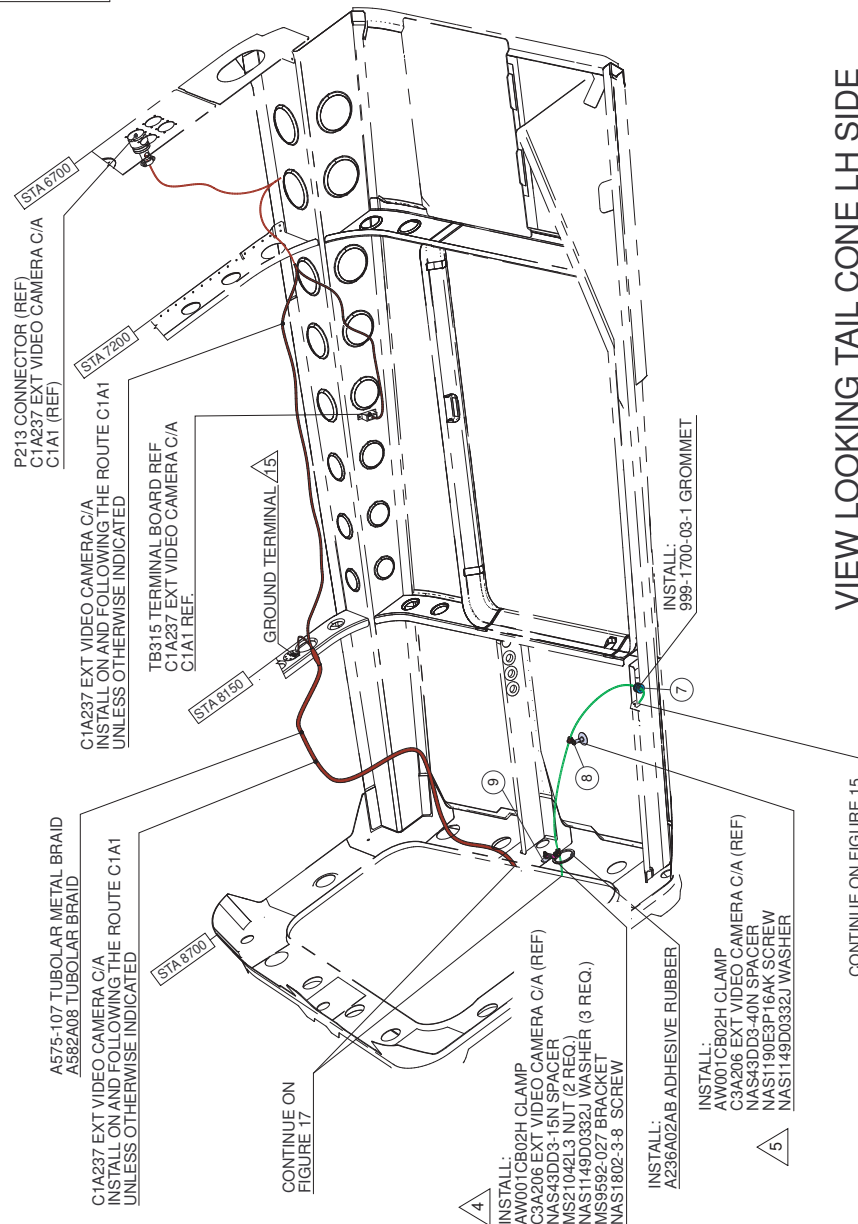 P213 CONNECTOR (REF)
C1A237 EXT VIDEO CAMERA C/A
C1A1 (REF)
STA 6700
STA 7200
C1A237 EXT VIDEO CAMERA C/A
INSTALL ON AND FOLLOWING THE ROUTE C1A1
UNLESS OTHERWISE INDICATED
TB315 TERMINAL BOARD REF
C1A237 EXT VIDEO CAMERA C/A
C1A1 REF.
GROUND TERMINAL 15
STA 8150
A575-107 TUBOLAR METAL BRAID
A582A08 TUBOLAR BRAID
C1A237 EXT VIDEO CAMERA C/A
INSTALL ON AND FOLLOWING THE ROUTE C1A1
UNLESS OTHERWISE INDICATED
STA 8700
CONTINUE ON
FIGURE 17
4
INSTALL:
AW001CB02H CLAMP
C3A206 EXT VIDEO CAMERA C/A (REF)
NAS43DD3-15N SPACER
MS21042L3 NUT (2 REQ.)
NAS1149D0332J WASHER (3 REQ.)
MS9592-027 BRACKET
NAS1802-3-8 SCREW
INSTALL:
A236A02AB ADHESIVE RUBBER
5
INSTALL:
AW001CB02H CLAMP
C3A206 EXT VIDEO CAMERA C/A (REF)
NAS43DD3-40N SPACER
NAS1190E3P16AK SCREW
NAS1149D0332J WASHER
9
8
7
INSTALL:
999-1700-03-1 GROMMET
CONTINUE ON FIGURE 15
VIEW LOOKING TAIL CONE LH SIDE